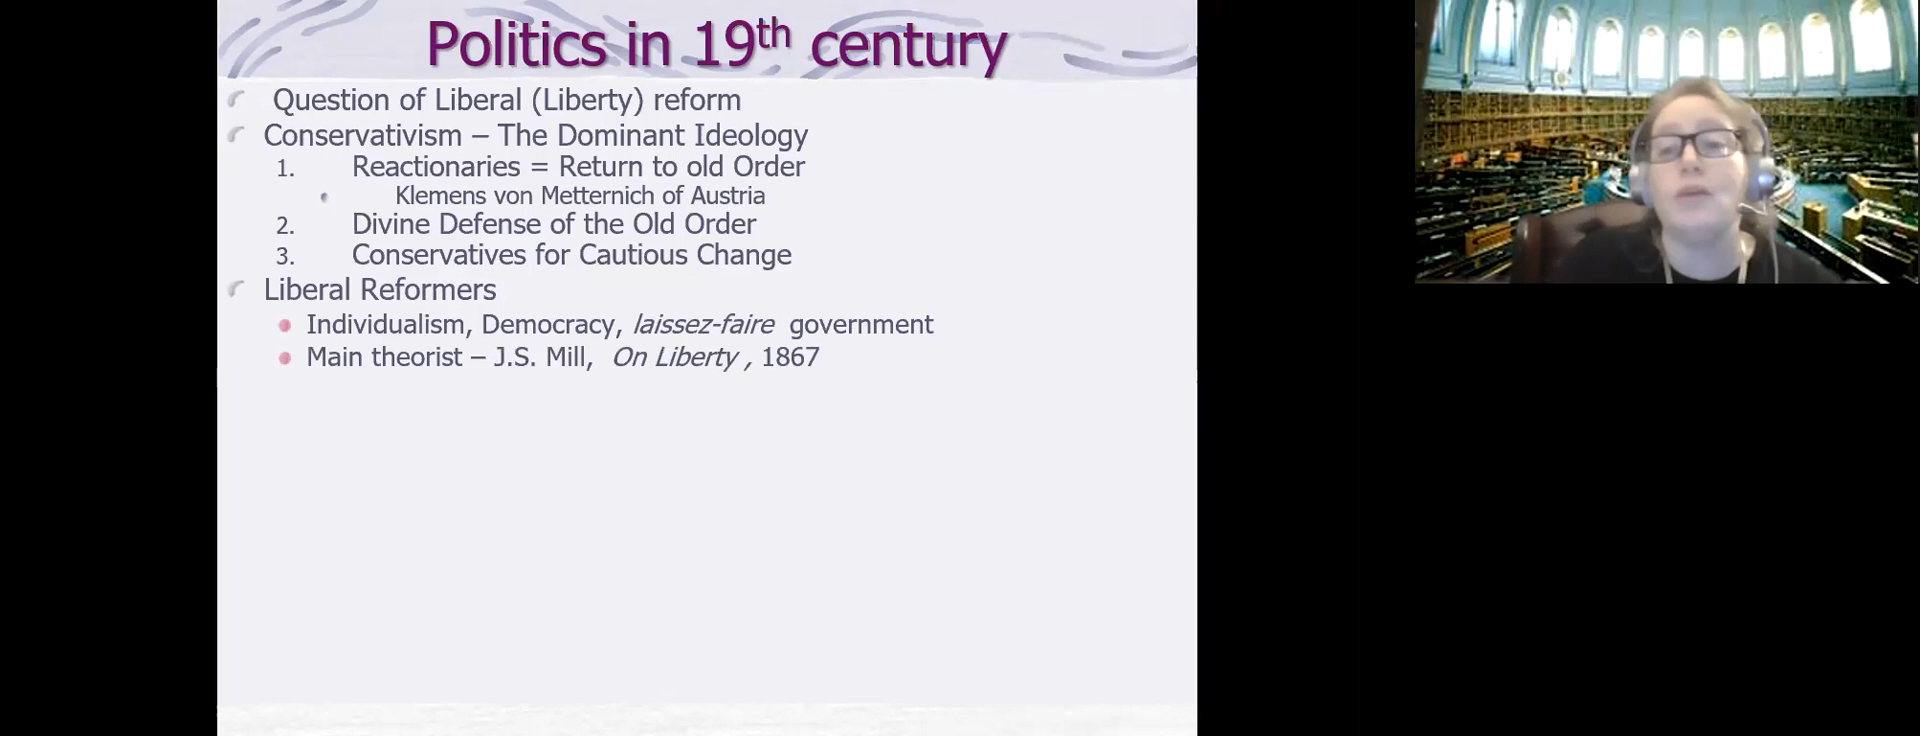 Politics in 19th century
Question of Liberal (Liberty) reform
Conservativism – The Dominant Ideology
1. Reactionaries = Return to old Order
Klemens von Metternich of Austria
2. Divine Defense of the Old Order
3. Conservatives for Cautious Change
Liberal Reformers
Individualism, Democracy, laissez-faire government
Main theorist – J.S. Mill, On Liberty , 1867